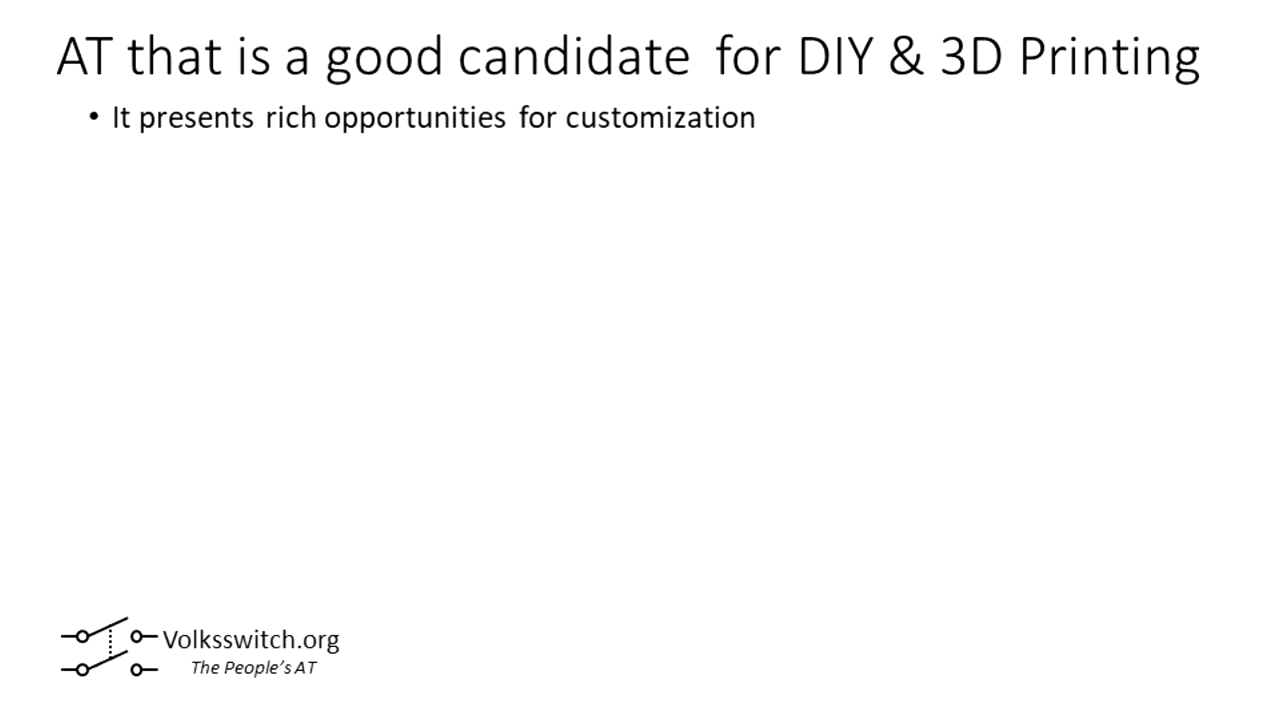 AT that is a good candidate for DIY & 3D Printing
• It presents rich opportunities for customization
Volksswitch.org
The People's AT